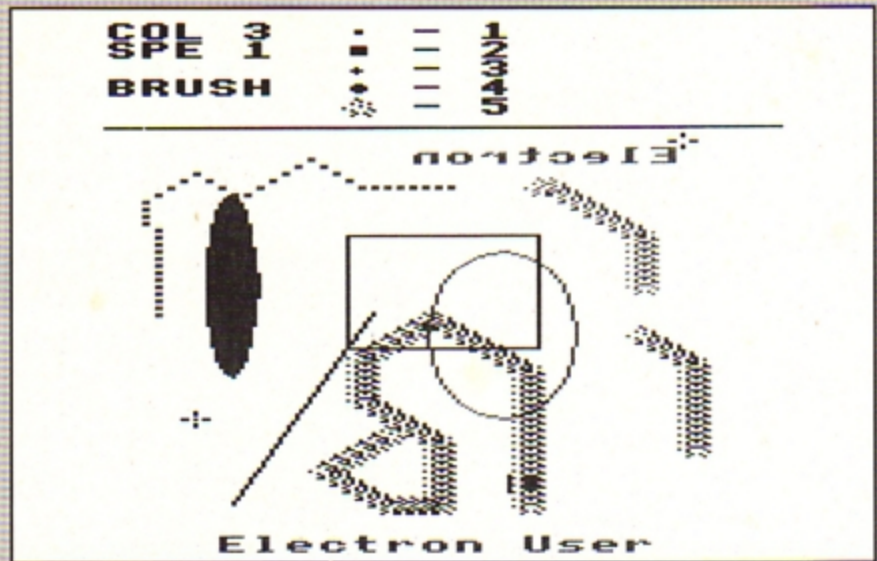 COL 3 - 1
SPE 1 - 2
- 3
BRUSH - 4
- 5
Electron
Electron User